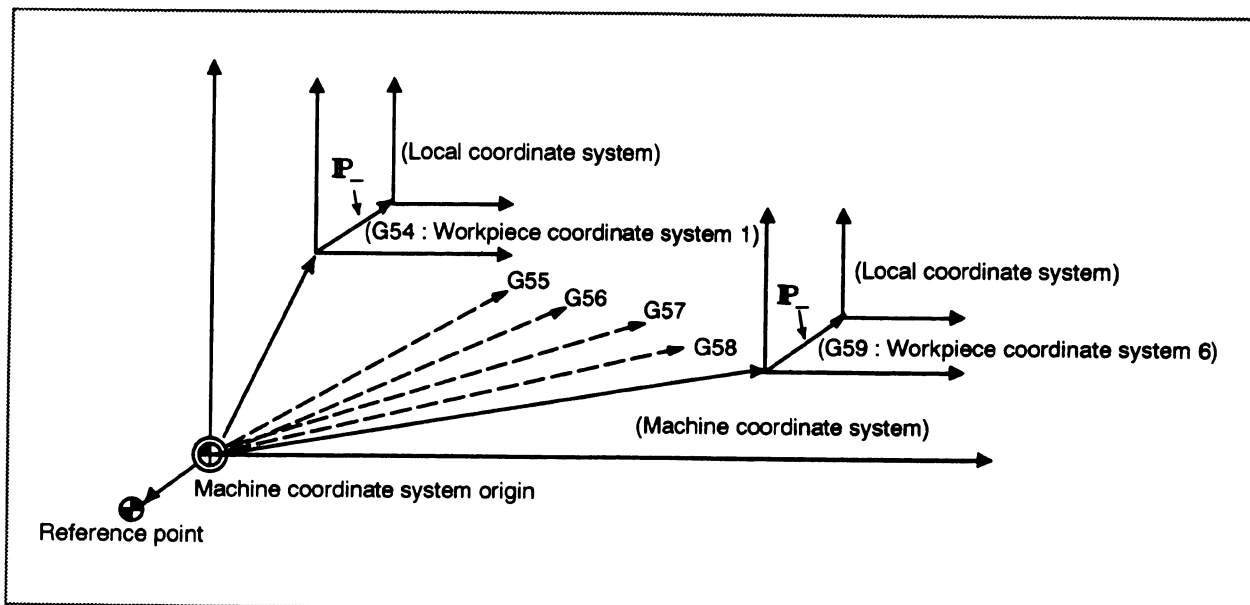 (Local coordinate system)
ℙ_
(G54 : Workpiece coordinate system 1)
G55
G56
G57
G58
(Local coordinate system)
ℙ_
(G59 : Workpiece coordinate system 6)
(Machine coordinate system)
Machine coordinate system origin
Reference point